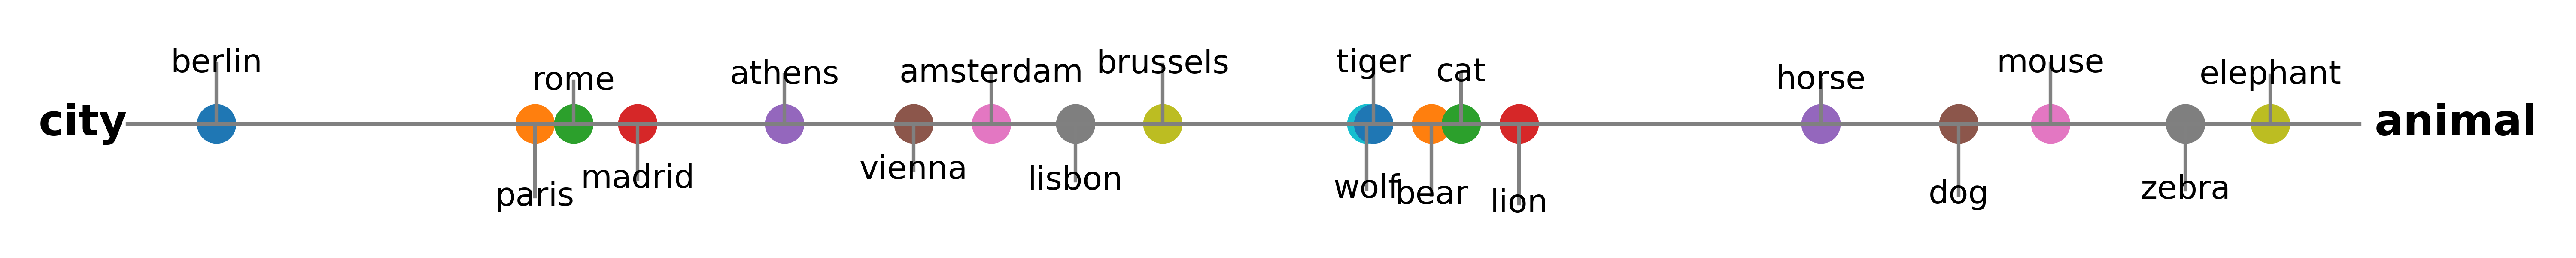 city
berlin
paris
rome
madrid
athens
vienna
amsterdam
lisbon
brussels
wolf
tiger
bear
cat
lion
horse
dog
mouse
zebra
elephant
animal